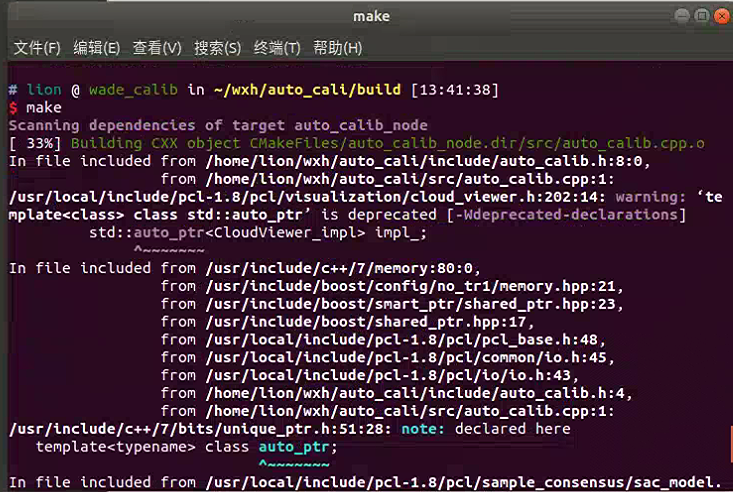 make
文件(F) 编辑(E) 查看(V) 搜索(S) 终端(T) 帮助(H)
# lion @ wade_calib in ~/wxh/auto_cali/build [13:41:38]
$ make
Scanning dependencies of target auto_calib_node
[ 33%] Building CXX object CMakeFiles/auto_calib_node.dir/src/auto_calib.cpp.o
In file included from /home/lion/wxh/auto_cali/include/auto_calib.h:8:0,
from /home/lion/wxh/auto_cali/src/auto_calib.cpp:1:
/usr/local/include/pcl-1.8/pcl/visualization/cloud_viewer.h:202:14: warning: ‘te
mplate<class> class std::auto_ptr’ is deprecated [-Wdeprecated-declarations]
std::auto_ptr<CloudViewer_impl> impl_;
^~~~~~~~
In file included from /usr/include/c++/7/memory:80:0,
from /usr/include/boost/config/no_tr1/memory.hpp:21,
from /usr/include/boost/smart_ptr/shared_ptr.hpp:23,
from /usr/include/boost/shared_ptr.hpp:17,
from /usr/local/include/pcl-1.8/pcl/pcl_base.h:48,
from /usr/local/include/pcl-1.8/pcl/common/io.h:45,
from /usr/local/include/pcl-1.8/pcl/io/io.h:43,
from /home/lion/wxh/auto_cali/include/auto_calib.h:4,
from /home/lion/wxh/auto_cali/src/auto_calib.cpp:1:
/usr/include/c++/7/bits/unique_ptr.h:51:28: note: declared here
template<typename> class auto_ptr;
^~~~~~~~
In file included from /usr/local/include/pcl-1.8/pcl/sample_consensus/sac_model.